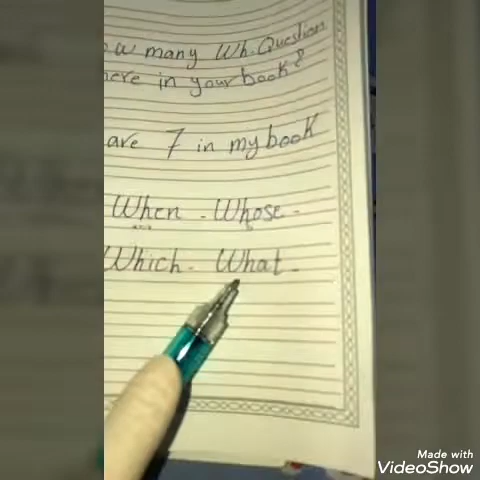 ow many Wh. Question
here in your book?
are 7 in my book
When - Whose -
Which - What -
Made with
VideoShow